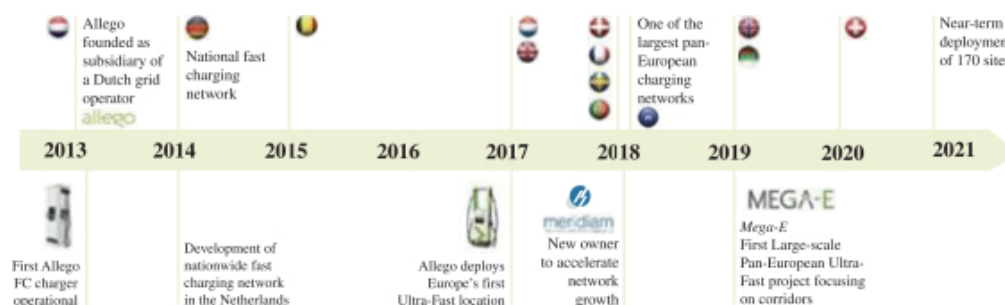 Allego
founded as
subsidiary of
a Dutch grid
operator
allego
National fast
charging
network
One of the
largest pan-
European
charging
networks
Near-term
deploymen
of 170 site
2013 2014 2015 2016 2017 2018 2019 2020 2021
First Allego
FC charger
operational
Development of
nationwide fast
charging network
in the Netherlands
Allego deploys
Europe's first
Ultra-Fast location
meridiam
New owner
to accelerate
network
growth
MEGA-E
Mega-E
First Large-scale
Pan-European Ultra-
Fast project focusing
on corridors